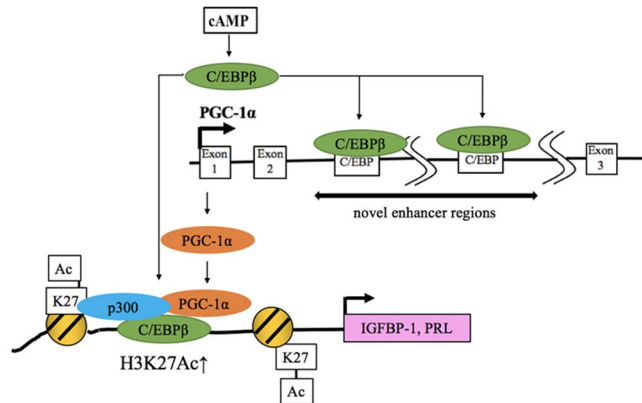 cAMP
C/EBPβ
PGC-1α
C/EBPβ
C/EBPβ
Exon
1
Exon
2
C/EBP
C/EBP
Exon
3
novel enhancer regions
PGC-1α
Ac
K27
p300
PGC-1α
C/EBPβ
IGFBP-1, PRL
H3K27Ac↑
K27
Ac